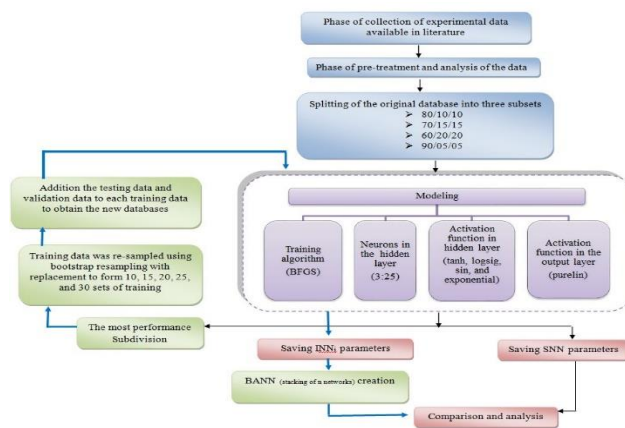 Phase of collection of experimental data
available in literature
Phase of pre-treatment and analysis of the data
Splitting of the original database into three subsets
➤ 80/10/10
➤ 70/15/15
➤ 60/20/20
➤ 90/05/05
Addition the testing data and
validation data to each training data
to obtain the new databases
Training data was re-sampled using
bootstrap resampling with
replacement to form 10, 15, 20, 25,
and 30 sets of training
The most performance
Subdivision
Modeling
Training
algorithm
(BFGS)
Neurons in
the hidden
layer
(3-25)
Activation
function in
hidden layer
(tanh, logsig,
sin, and
exponential)
Activation
function in the
output layer
(purelin)
Saving INNi parameters
Saving SNN parameters
BANN (stacking of n networks) creation
Comparison and analysis